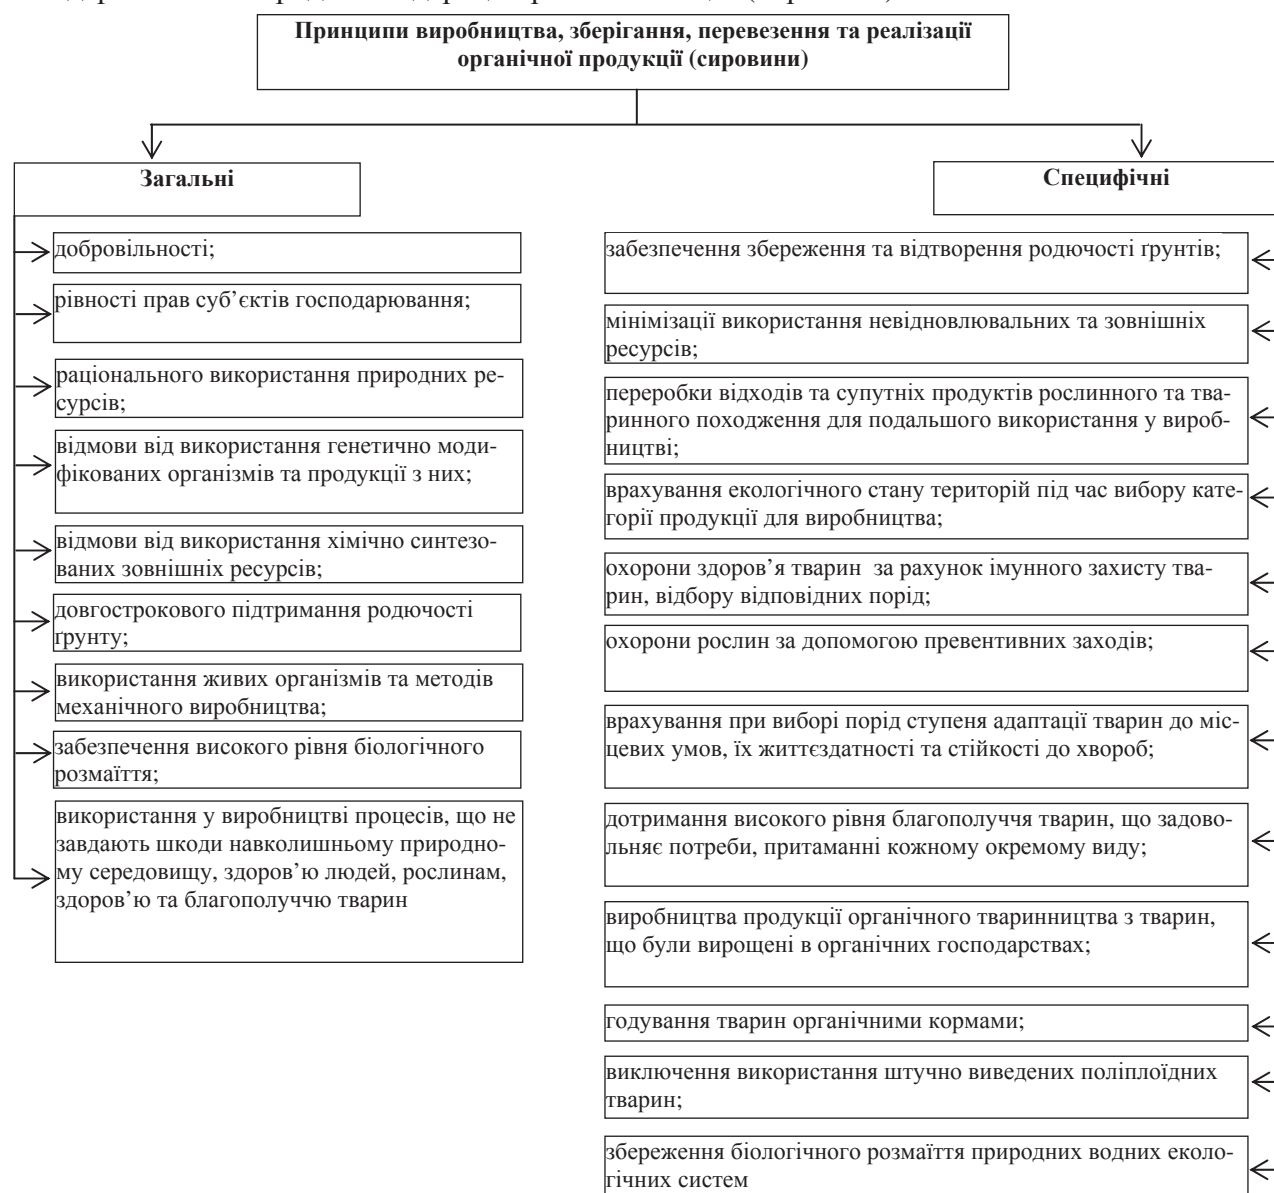 Принципи виробництва, зберігання, перевезення та реалізації
органічної продукції (сировини)
Загальні
добровільності;
рівності прав суб’єктів господарювання;
раціонального використання природних ре-
сурсів;
відмови від використання генетично моди-
фікованих організмів та продукції з них;
відмови від використання хімічно синтезо-
ваних зовнішніх ресурсів;
довгострокового підтримання родючості
ґрунту;
використання живих організмів та методів
механічного виробництва;
забезпечення високого рівня біологічного
розмаїття;
використання у виробництві процесів, що не
завдають шкоди навколишньому природно-
му середовищу, здоров’ю людей, рослинам,
здоров’ю та благополуччю тварин
Специфічні
забезпечення збереження та відтворення родючості ґрунтів;
мінімізації використання невідновлювальних та зовнішніх
ресурсів;
переробки відходів та супутніх продуктів рослинного та тва-
ринного походження для подальшого використання у вироб-
ництві;
врахування екологічного стану територій під час вибору кате-
горії продукції для виробництва;
охорони здоров’я тварин за рахунок імунного захисту тва-
рин, відбору відповідних порід;
охорони рослин за допомогою превентивних заходів;
врахування при виборі порід ступеня адаптації тварин до міс-
цевих умов, їх життєздатності та стійкості до хвороб;
дотримання високого рівня благополуччя тварин, що задово-
льняє потреби, притаманні кожному окремому виду;
виробництва продукції органічного тваринництва з тварин,
що були вирощені в органічних господарствах;
годування тварин органічними кормами;
виключення використання штучно виведених поліплоїдних
тварин;
збереження біологічного розмаїття природних водних еколо-
гічних систем